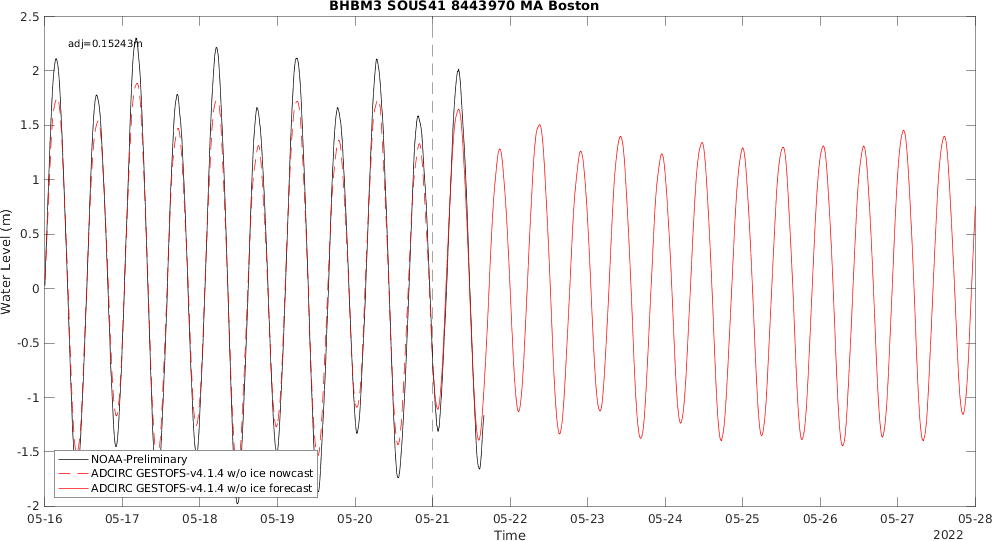 BHBM3 SOUS41 8443970 MA Boston
adj=0.15243m
Water Level (m)
2.5
2
1.5
1
0.5
0
-0.5
-1
-1.5
-2
NOAA-Preliminary
ADCIRC GESTOFS-v4.1.4 w/o ice nowcast
ADCIRC GESTOFS-v4.1.4 w/o ice forecast
05-16 05-17 05-18 05-19 05-20 05-21 05-22 05-23 05-24 05-25 05-26 05-27 05-28
Time
2022